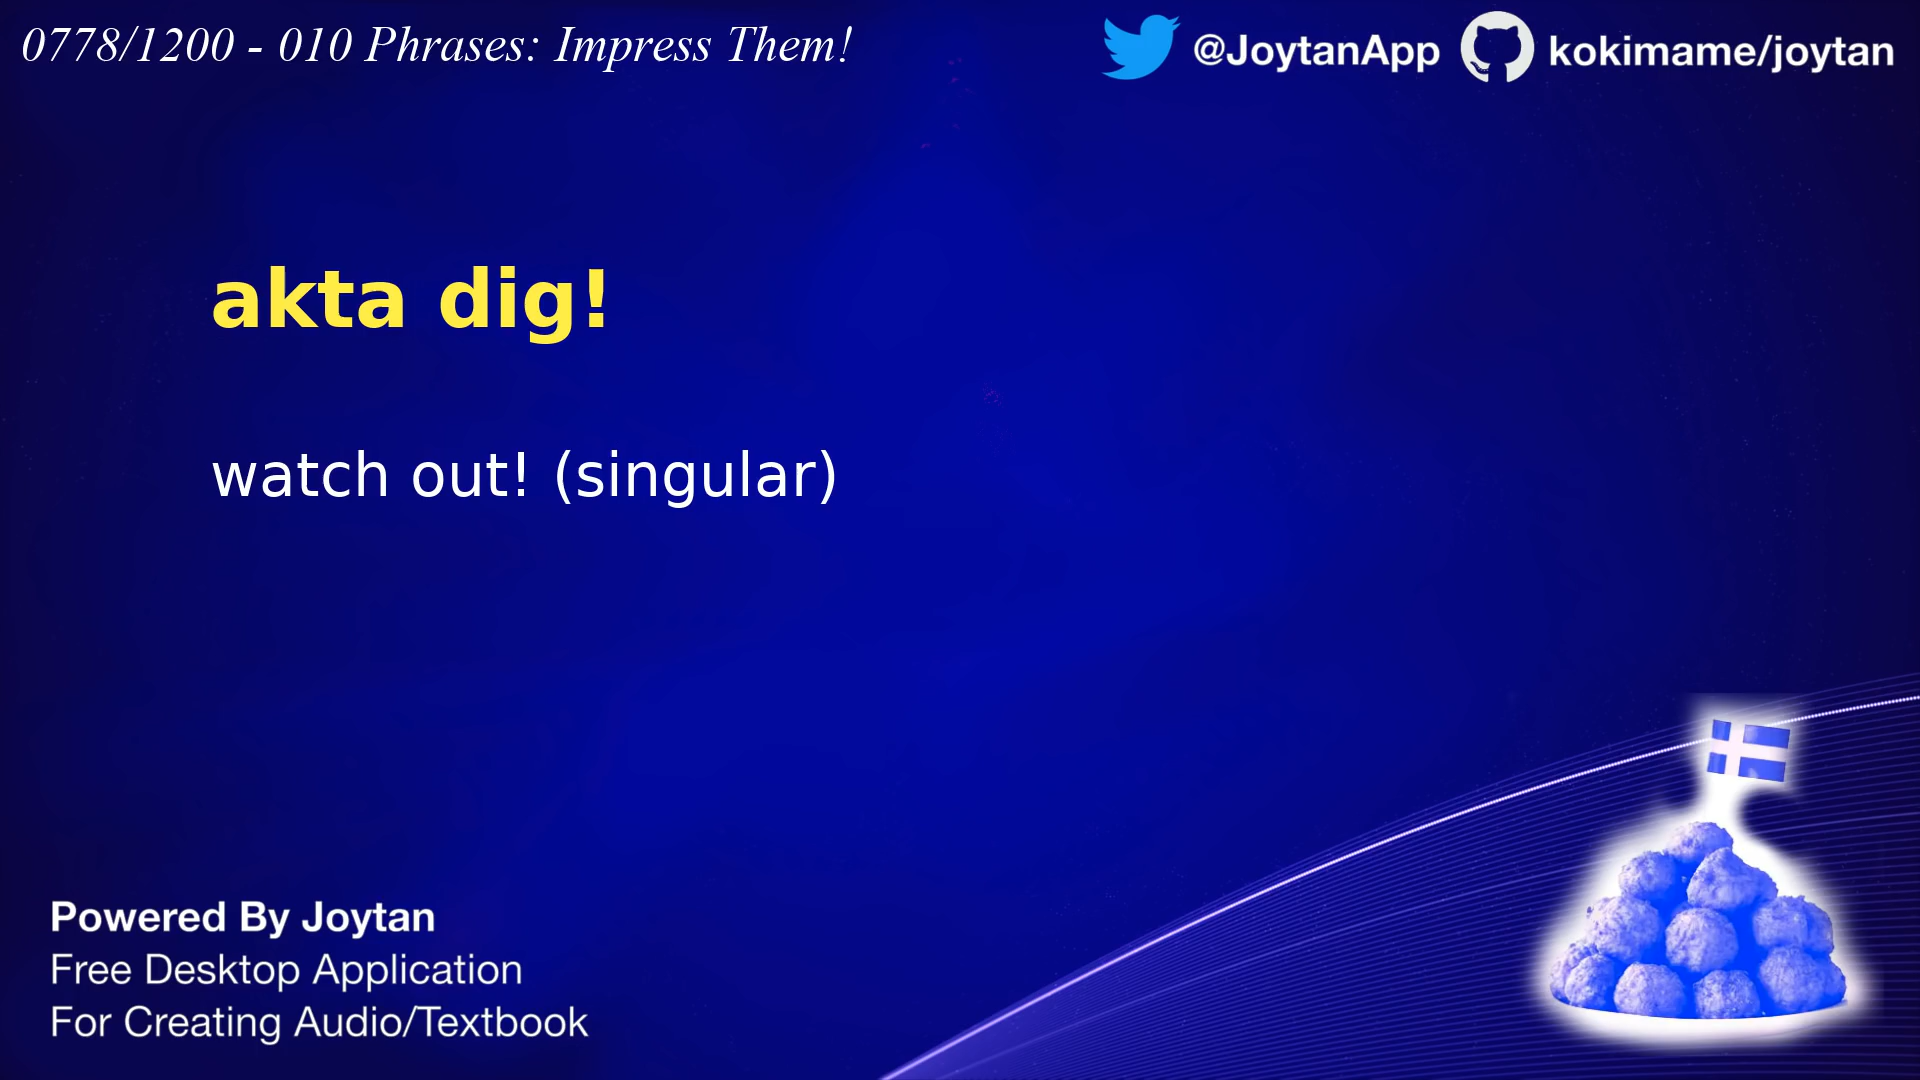 0778/1200 - 010 Phrases: Impress Them!
@JoytanApp
kokimame/joytan
akta dig!
watch out! (singular)
Powered By Joytan
Free Desktop Application
For Creating Audio/Textbook